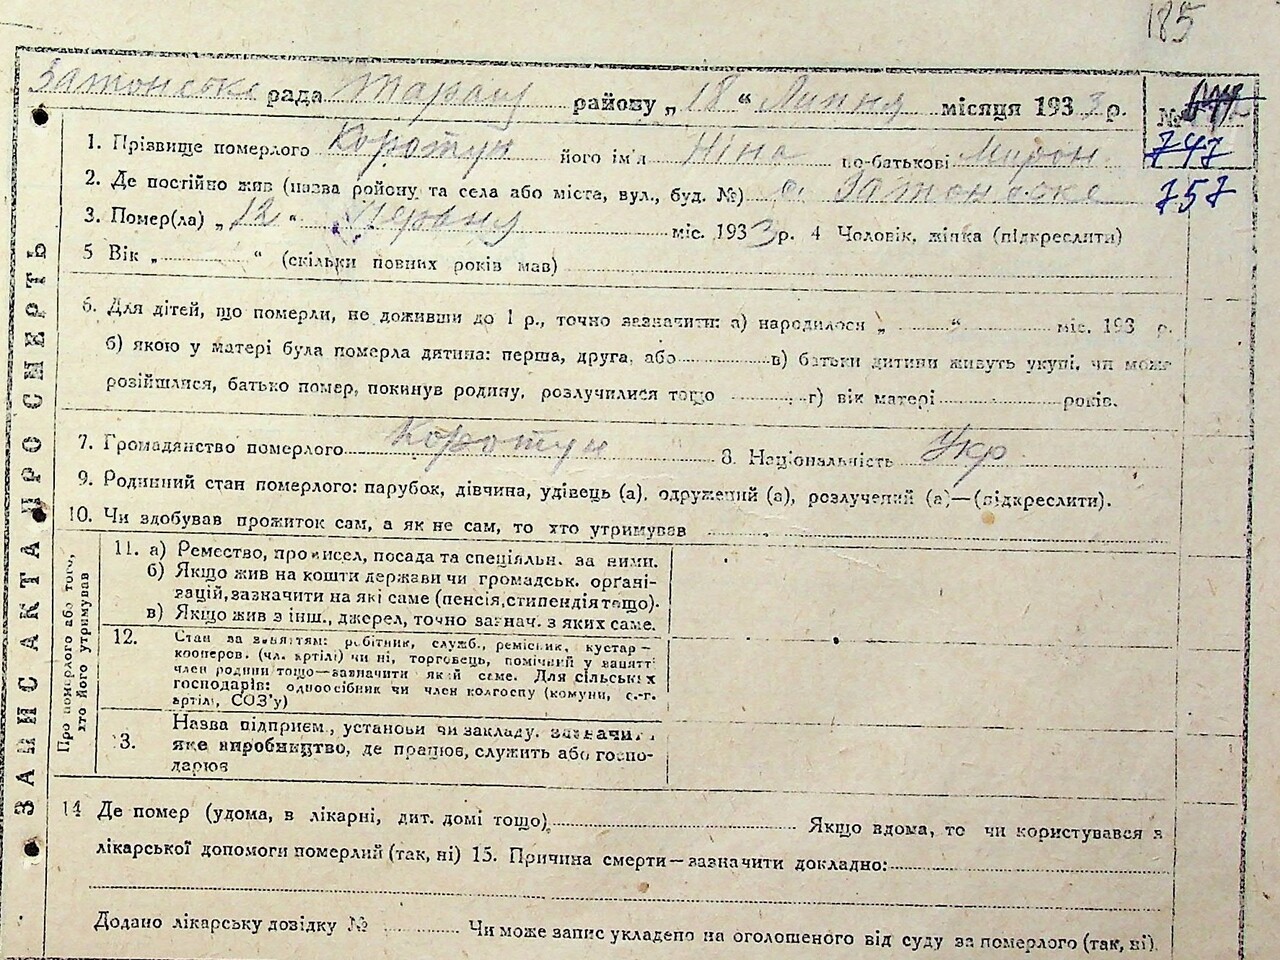 185
Затонське рада Таращ району „18“ Липня місяця 1933 р. №
1. Прізвище померлого Коротун його ім'я Ніна по-батькові Мирон. 747
2. Де постійно жив (назва ройону та села або міста, вул., буд. №) с. Затонське 757
3. Помер(ла) „12“ Червня міс. 1933 р. 4 Чоловік, жінка (підкреслити)
5 Вік „ “ (скільки повних років мав)
6. Для дітей, що померли, не доживши до 1 р., точно зазначити: а) народилося „ “ міс. 193 р.
б) якою у матері була померла дитина: перша, друга, або в) батьки дитини живуть укупі, чи може
розійшлися, батько помер, покинув родину, розлучилися тощо г) вік матері років.
7. Громадянство померлого Коротун 8. Національність Укр
9. Родинний стан померлого: парубок, дівчина, удівець (а), одружений (а), розлучений (а)—(підкреслити).
10. Чи здобував прожиток сам, а як не сам, то хто утримував
ЗАПИС АКТА ПРО СМЕРТЬ
Про померлого або того, хто його утримував
11. а) Ремество, промисел, посада та спеціяльн. за ними.
б) Якщо жив на кошти держави чи громадськ. орґані-
зацій, зазначити на які саме (пенсія, стипендія тощо).
в) Якщо жив з інш., джерел, точно зазнач. з яких саме.
12. Стан за заняттям: робітник, служб., ремісник, кустар—
кооперов. (чл. артілі) чи ні, торговець, помічний у занятті
член родини тощо—зазначити який саме. Для сільських
господарів: одноосібник чи член колгоспу (комуни, с.-г.
артілі, СОЗ'у)
13. Назва підприєм., установи чи закладу, зазначити
яке виробництво, де працює, служить або госпо-
дарює
14 Де помер (удома, в лікарні, дит. домі тощо) Якщо вдома, то чи користувався з
лікарської допомоги померлий (так, ні) 15. Причина смерти—зазначити докладно:
Додано лікарську довідку № Чи може запис укладено на оголошеного від суду за померлого (так, ні).